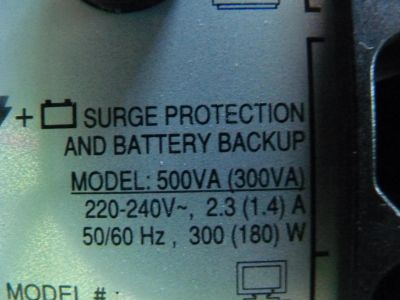 + SURGE PROTECTION
AND BATTERY BACKUP
MODEL: 500VA (300VA)
220-240V~, 2.3 (1.4) A
50/60 Hz , 300 (180) W
MODEL # :